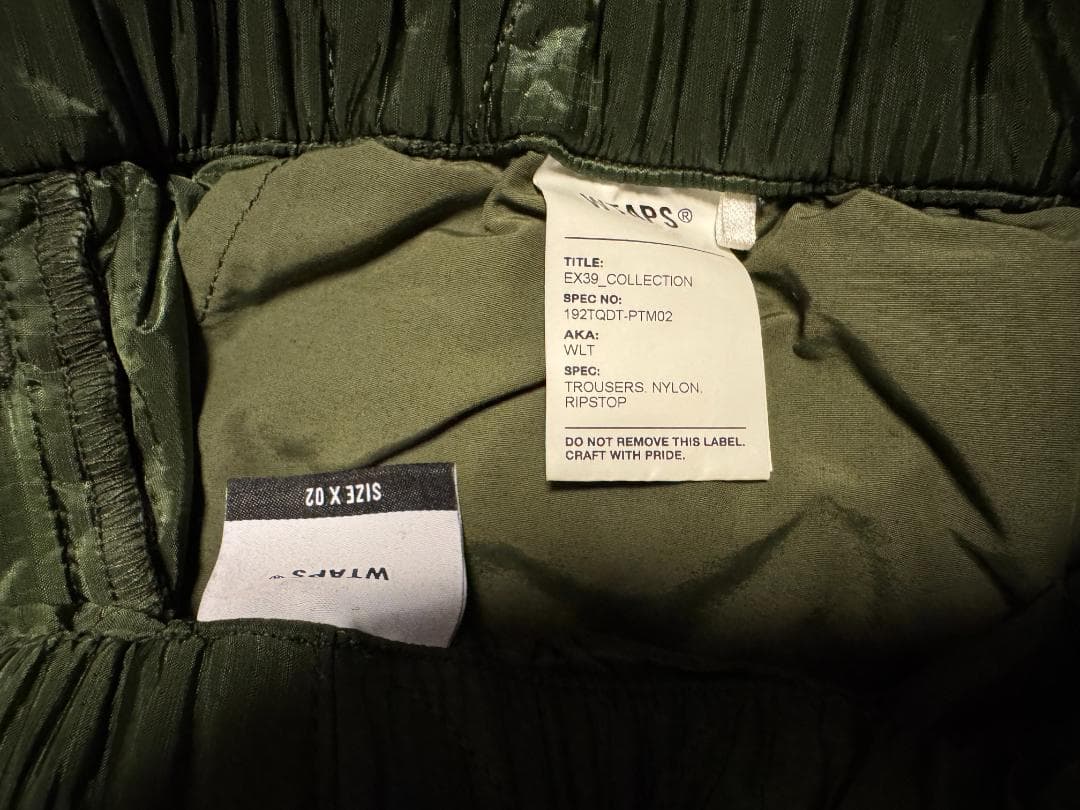 WTAPS®
TITLE:
EX39_COLLECTION
SPEC NO:
192TQDT-PTM02
AKA:
WLT
SPEC:
TROUSERS. NYLON.
RIPSTOP
DO NOT REMOVE THIS LABEL.
CRAFT WITH PRIDE.
SIZE X 02
WTAPS®